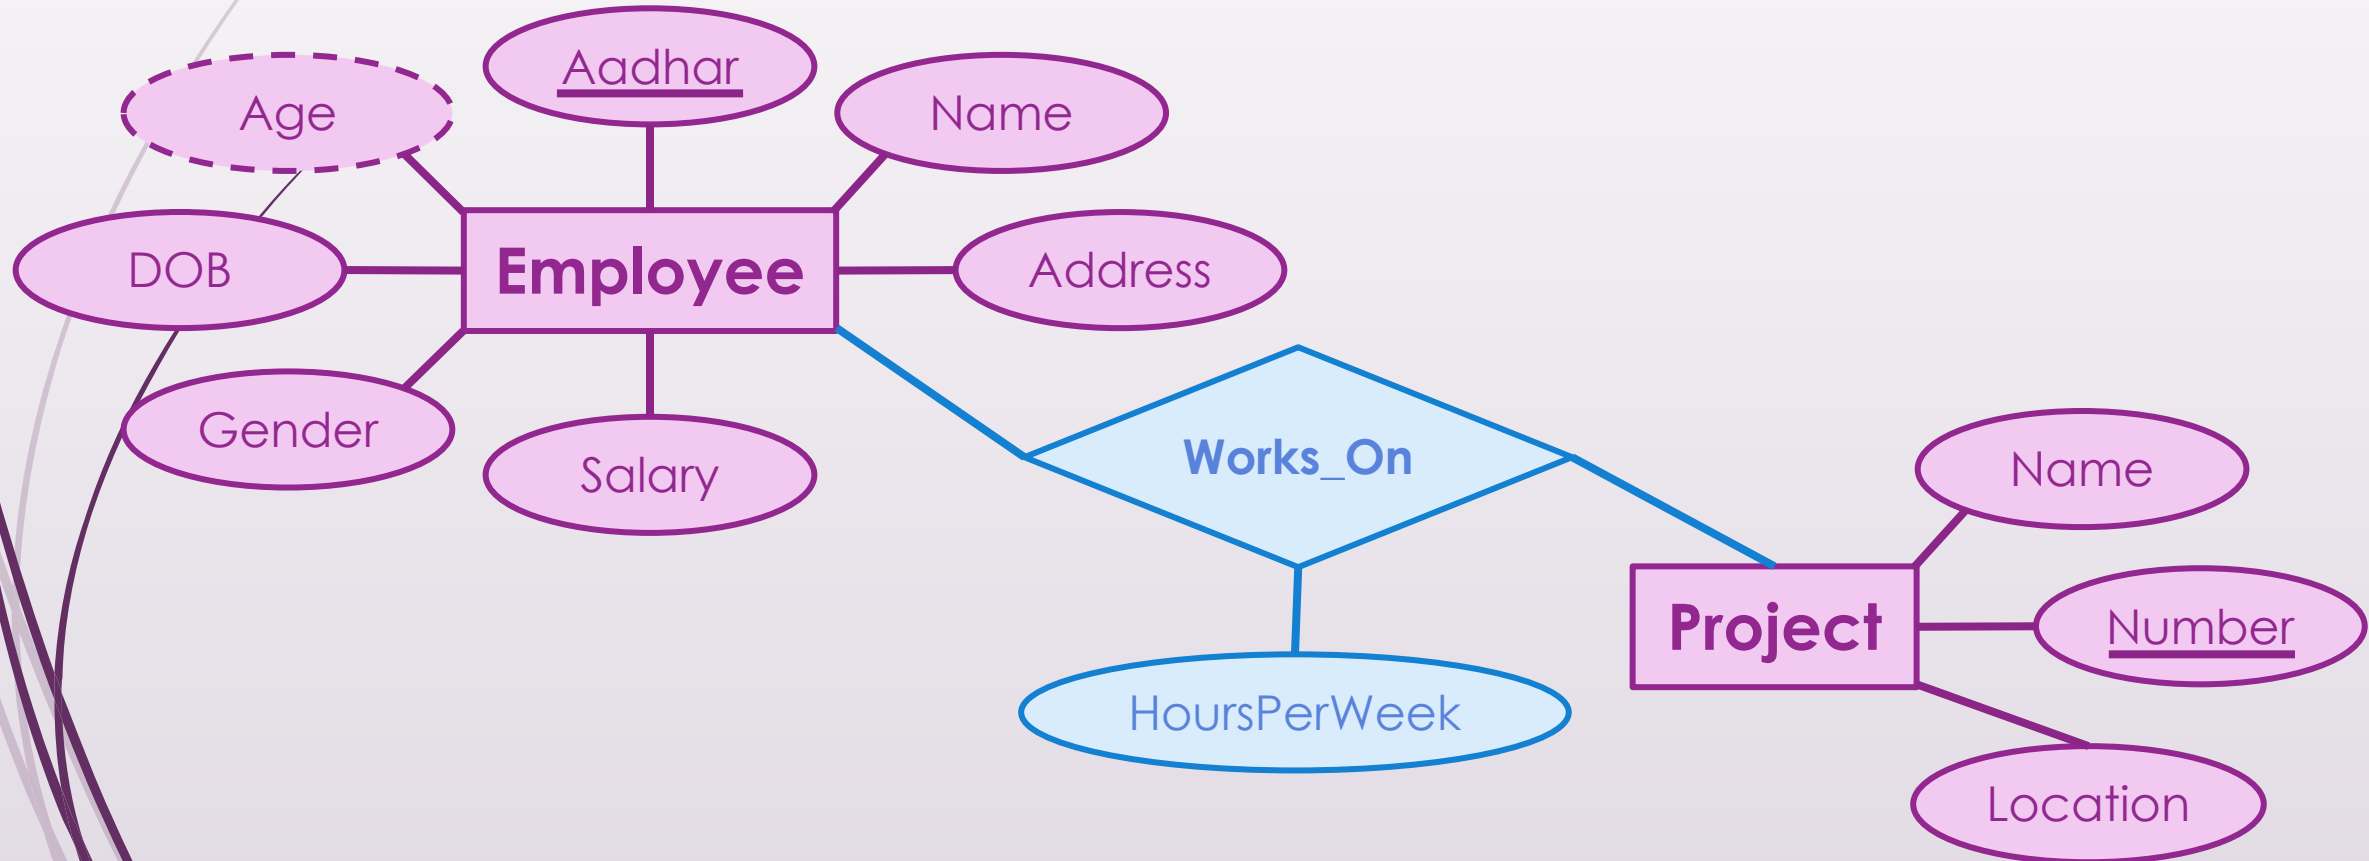 Aadhar
Age
Name
DOB
Employee
Address
Gender
Salary
Works_On
Name
Project
Number
HoursPerWeek
Location